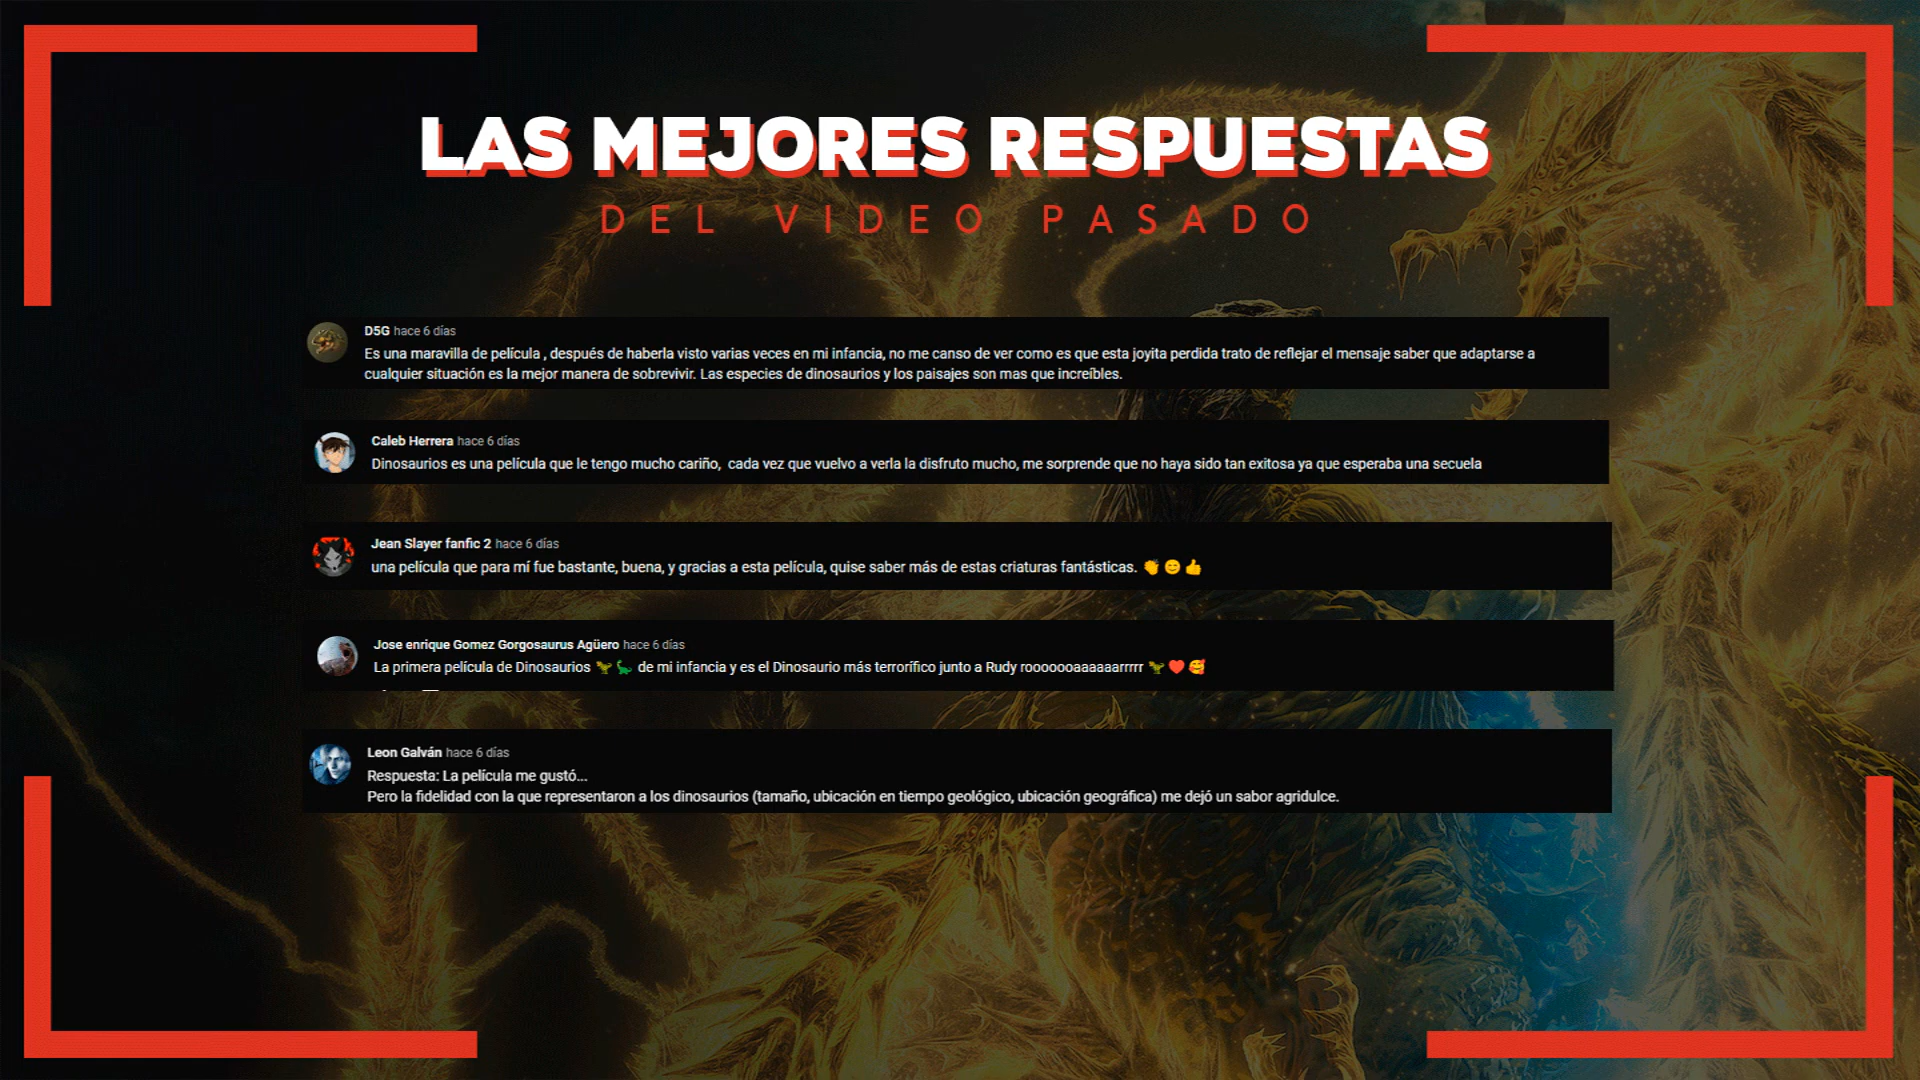 LAS MEJORES RESPUESTAS
DEL VIDEO PASADO
D5G hace 6 días
Es una maravilla de película , después de haberla visto varias veces en mi infancia, no me canso de ver como es que esta joyita perdida trato de reflejar el mensaje saber que adaptarse a
cualquier situación es la mejor manera de sobrevivir. Las especies de dinosaurios y los paisajes son mas que increíbles.
Caleb Herrera hace 6 días
Dinosaurios es una película que le tengo mucho cariño, cada vez que vuelvo a verla la disfruto mucho, me sorprende que no haya sido tan exitosa ya que esperaba una secuela
Jean Slayer fanfic 2 hace 6 días
una película que para mí fue bastante, buena, y gracias a esta película, quise saber más de estas criaturas fantásticas. 👏 😊 👍
Jose enrique Gomez Gorgosaurus Agüero hace 6 días
La primera película de Dinosaurios 🦖 🦕 de mi infancia y es el Dinosaurio más terrorífico junto a Rudy rooooooaaaaaarrrrr 🦖 ❤️ 🥰
Leon Galván hace 6 días
Respuesta: La película me gustó...
Pero la fidelidad con la que representaron a los dinosaurios (tamaño, ubicación en tiempo geológico, ubicación geográfica) me dejó un sabor agridulce.